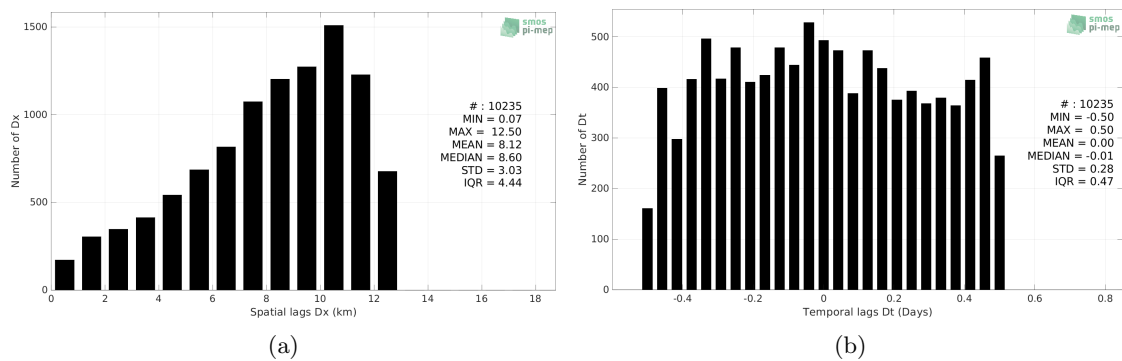 1500
1000
500
0
0 2 4 6 8 10 12 14 16 18
Number of Dx
Spatial lags Dx (km)
smos
pi-mep
# : 10235
MIN = 0.07
MAX = 12.50
MEAN = 8.12
MEDIAN = 8.60
STD = 3.03
IQR = 4.44
(a)
500
400
300
200
100
0
-0.4 -0.2 0 0.2 0.4 0.6 0.8
Number of Dt
Temporal lags Dt (Days)
smos
pi-mep
# : 10235
MIN = -0.50
MAX = 0.50
MEAN = 0.00
MEDIAN = -0.01
STD = 0.28
IQR = 0.47
(b)